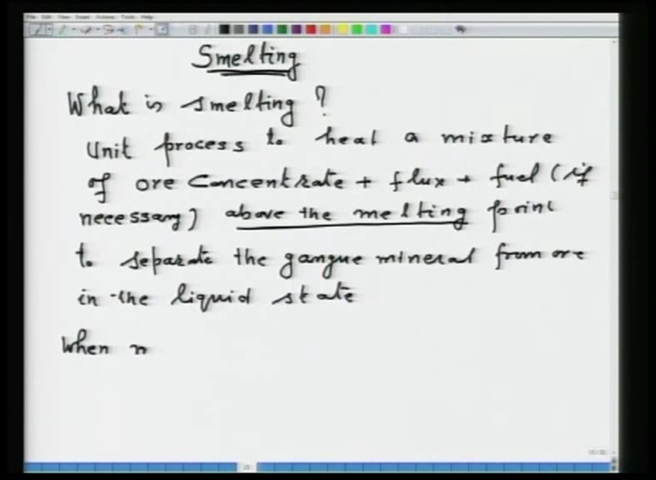 Smelting
What is smelting ?
Unit process to heat a mixture
of ore concentrate + flux + fuel (if
necessary) above the melting point
to separate the gangue mineral from ore
in the liquid state
When n